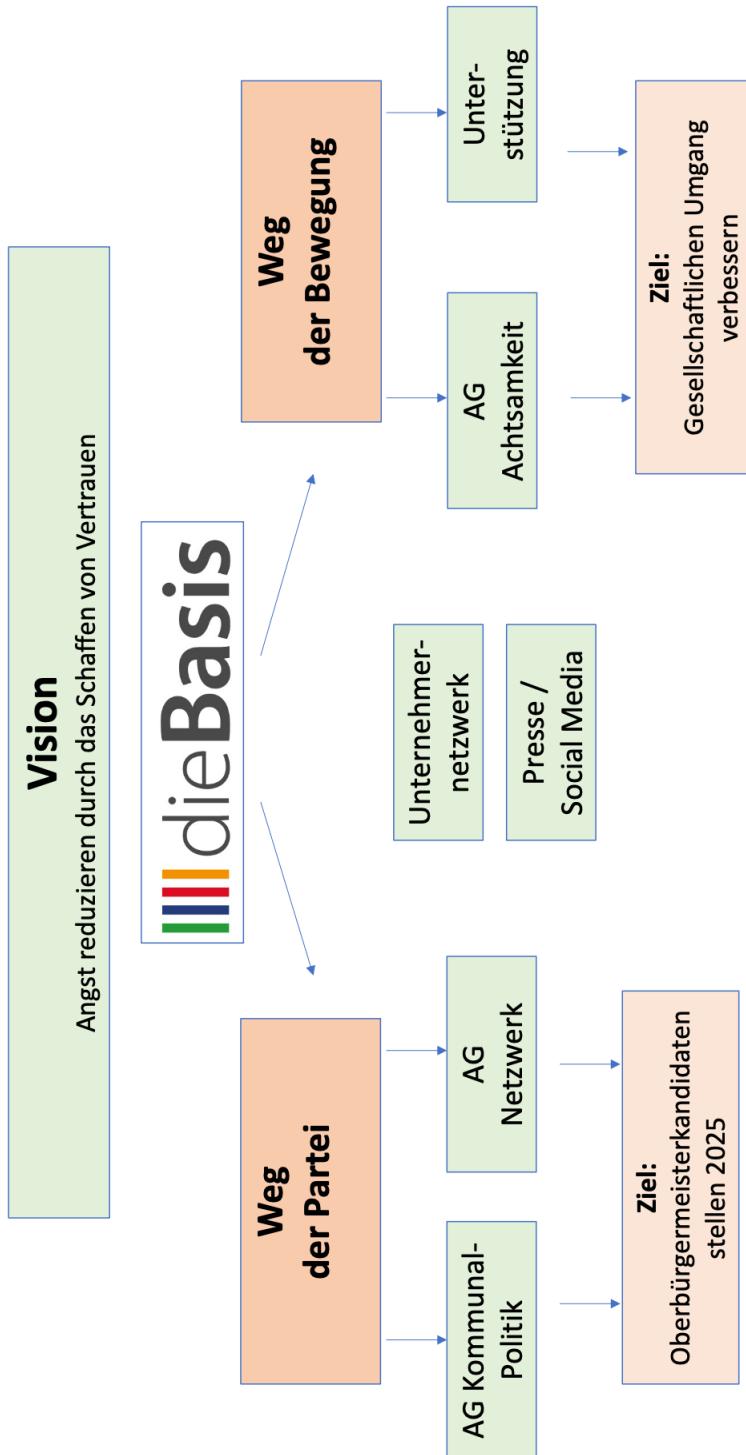 Vision
Angst reduzieren durch das Schaffen von Vertrauen
dieBasis
Weg
der Partei
Weg
der Bewegung
AG Kommunal-
Politik
AG
Netzwerk
Unternehmer-
netzwerk
Presse /
Social Media
AG
Achtsamkeit
Unter-
stützung
Ziel:
Oberbürgermeisterkandidaten
stellen 2025
Ziel:
Gesellschaftlichen Umgang
verbessern